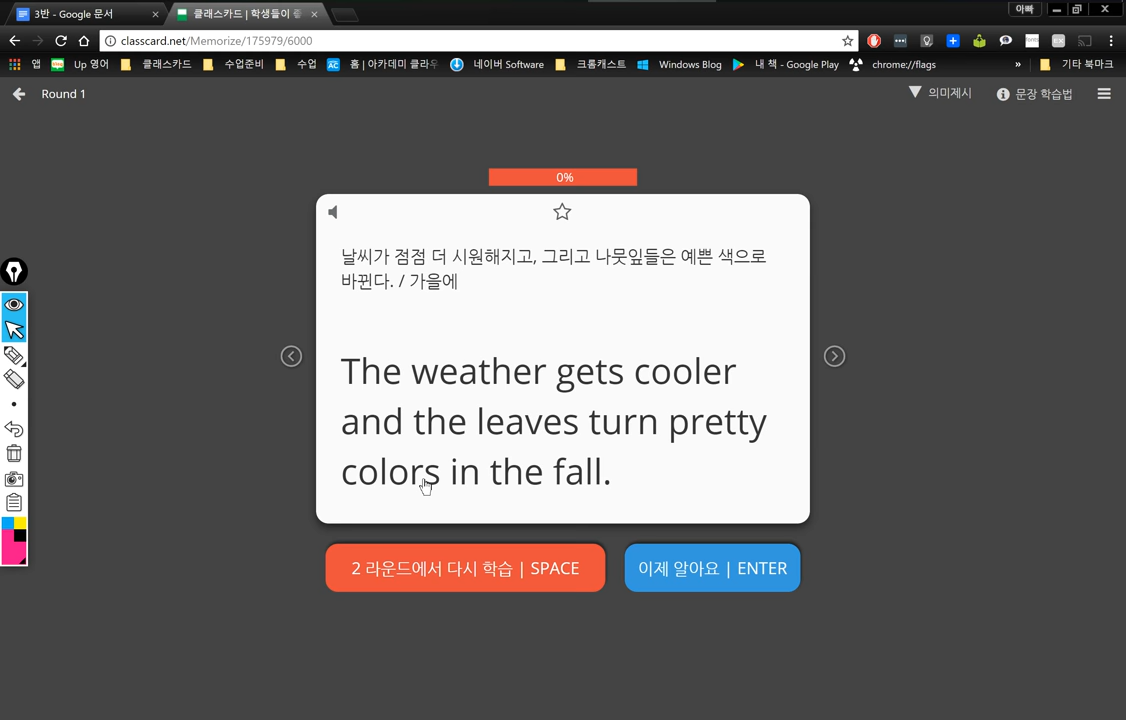 3반 - Google 문서
클래스카드 | 학생들이 즐
아빠
classcard.net/Memorize/175979/6000
앱 Up 영어 클래스카드 수업준비 수업 홈 | 아카데미 클라우 네이버 Software 크롬캐스트 Windows Blog 내 책 - Google Play chrome://flags » 기타 북마크
Round 1
의미제시 문장 학습법
0%
날씨가 점점 더 시원해지고, 그리고 나뭇잎들은 예쁜 색으로
바뀐다. / 가을에
The weather gets cooler
and the leaves turn pretty
colors in the fall.
2 라운드에서 다시 학습 | SPACE
이제 알아요 | ENTER